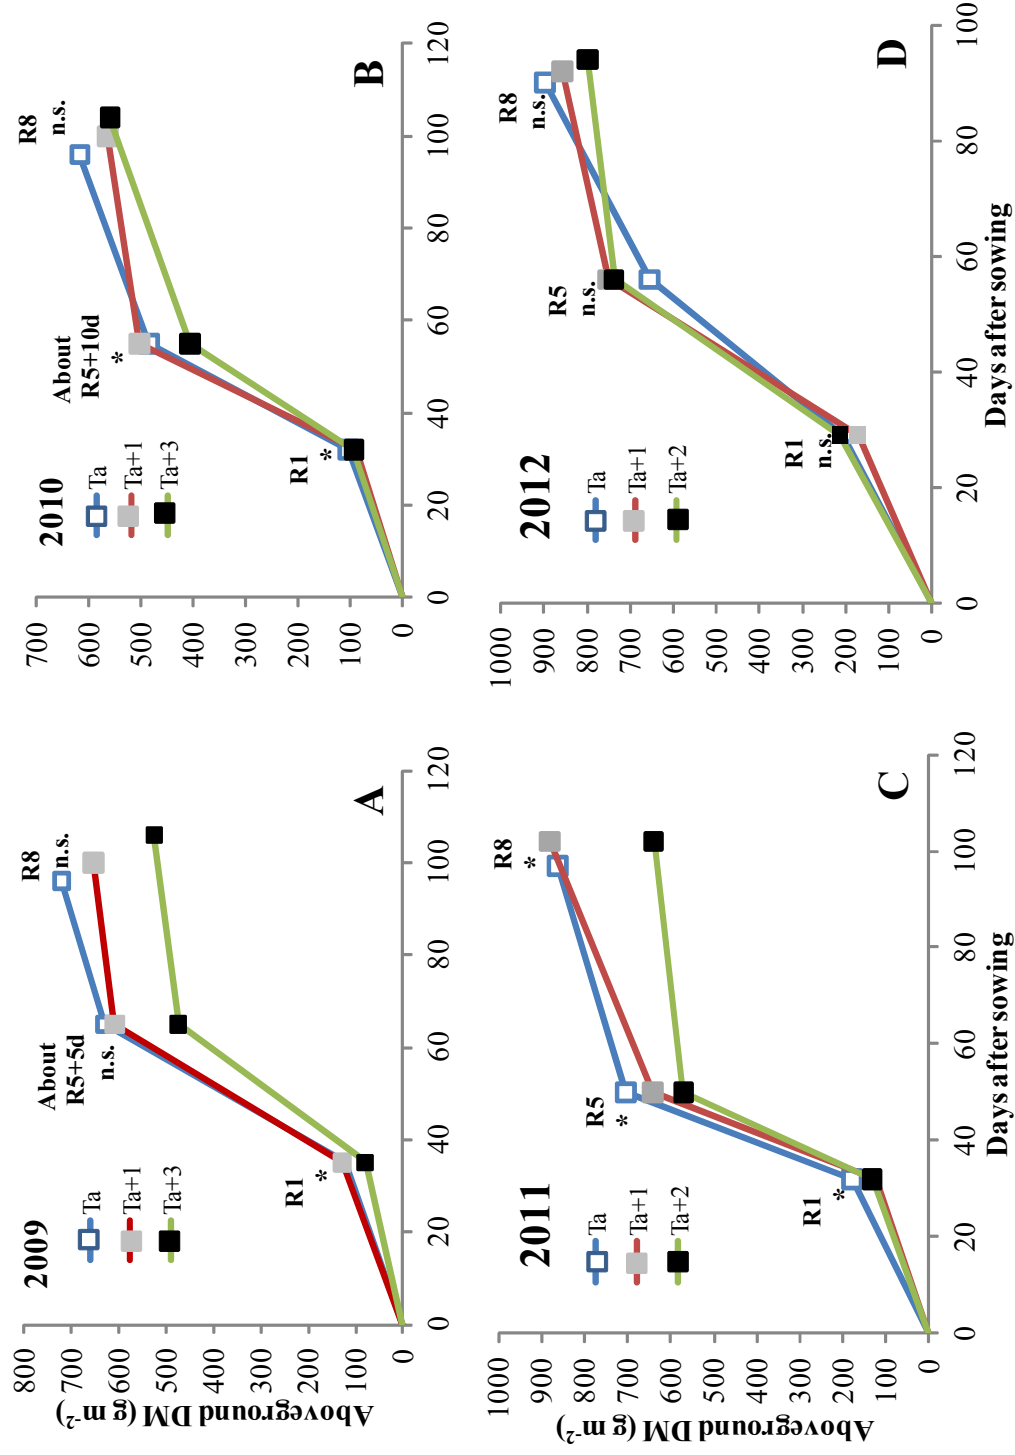 2009
Ta
Ta+1
Ta+3
800
700
600
500
400
300
200
100
0
0
20
40
60
80
100
120
Aboveground DM (g m⁻²)
R1
*
About
R5+5d
n.s.
R8
n.s.
A
2010
Ta
Ta+1
Ta+3
700
600
500
400
300
200
100
0
0
20
40
60
80
100
120
R1
*
About
R5+10d
*
R8
n.s.
B
2011
Ta
Ta+1
Ta+2
1000
900
800
700
600
500
400
300
200
100
0
0
20
40
60
80
100
120
Aboveground DM (g m⁻²)
Days after sowing
R1
*
R5
*
R8
*
C
2012
Ta
Ta+1
Ta+2
1000
900
800
700
600
500
400
300
200
100
0
0
20
40
60
80
100
Days after sowing
R1
n.s.
R5
n.s.
R8
n.s.
D